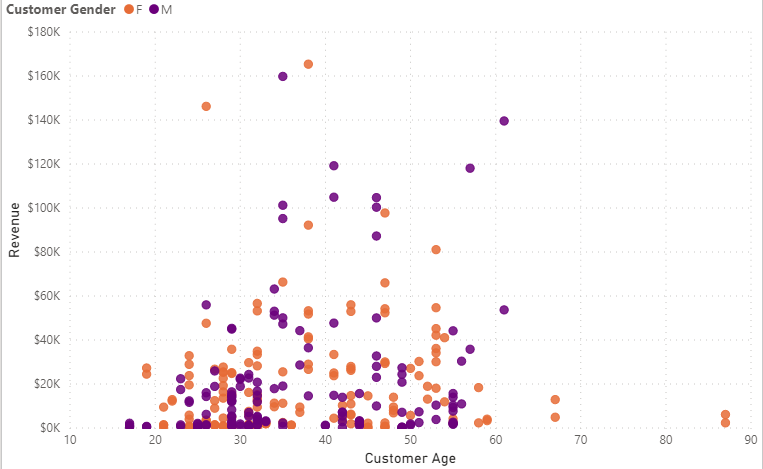 Customer Gender F M
$180K
$160K
$140K
$120K
$100K
$80K
$60K
$40K
$20K
$0K
Revenue
10 20 30 40 50 60 70 80 90
Customer Age